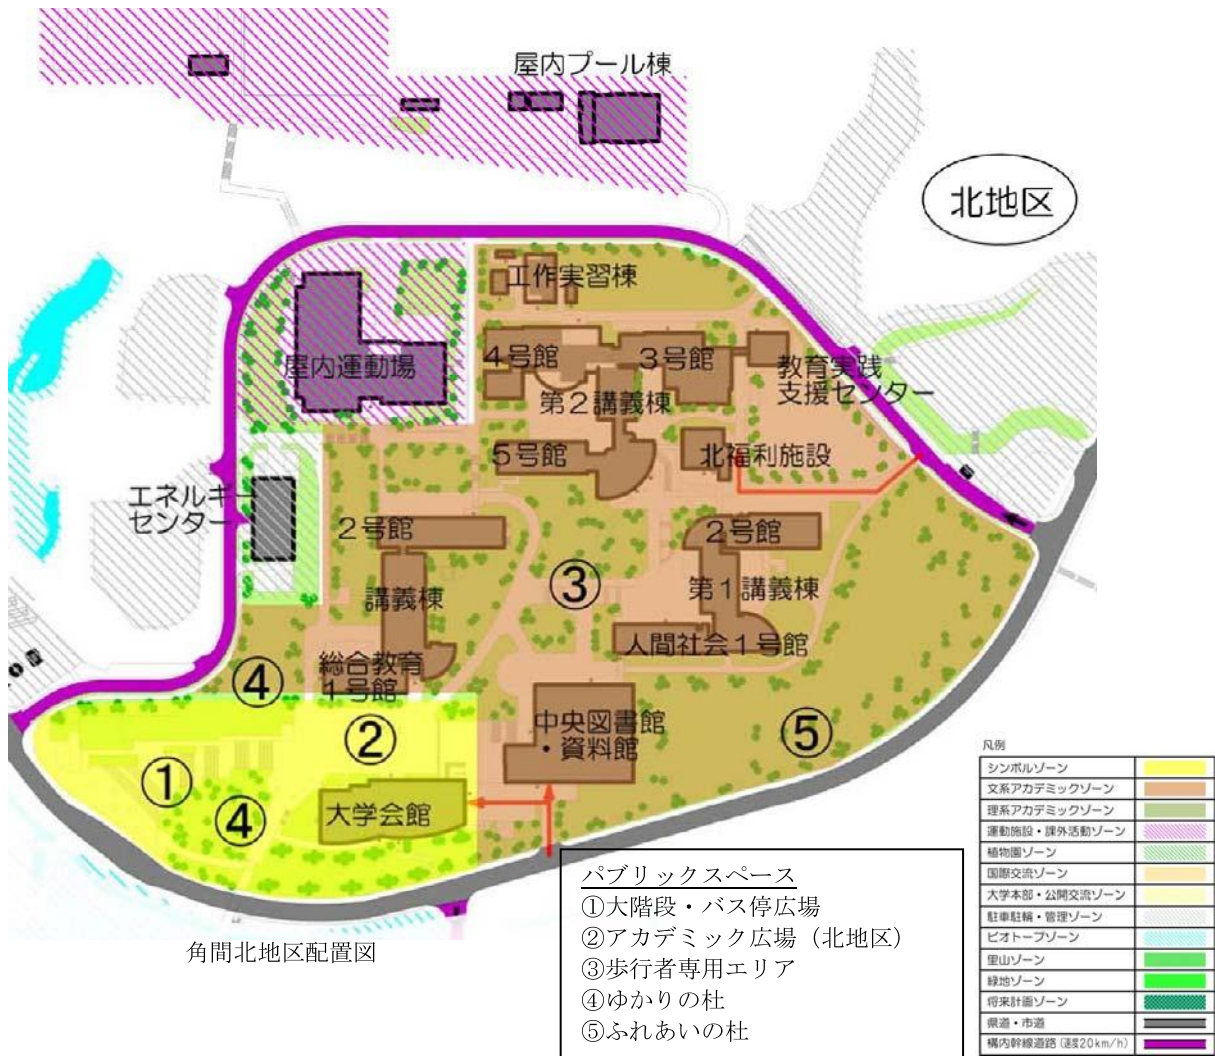 屋内プール棟
北地区
工作実習棟
4号館
3号館
教育実践
支援センター
屋内運動場
第2講義棟
5号館
北福利施設
エネルギー
センター
2号館
2号館
③
講義棟
第1講義棟
人間社会1号館
総合教育
1号館
④
②
中央図書館
・資料館
⑤
①
④
大学会館
角間北地区配置図
パブリックスペース
①大階段・バス停広場
②アカデミック広場（北地区）
③歩行者専用エリア
④ゆかりの杜
⑤ふれあいの杜
凡例
シンボルゾーン
文系アカデミックゾーン
理系アカデミックゾーン
運動施設・課外活動ゾーン
植物園ゾーン
国際交流ゾーン
大学本部・公開交流ゾーン
駐車駐輪・管理ゾーン
ビオトープゾーン
里山ゾーン
緑地ゾーン
将来計画ゾーン
県道・市道
構内幹線道路（速度20km/h）